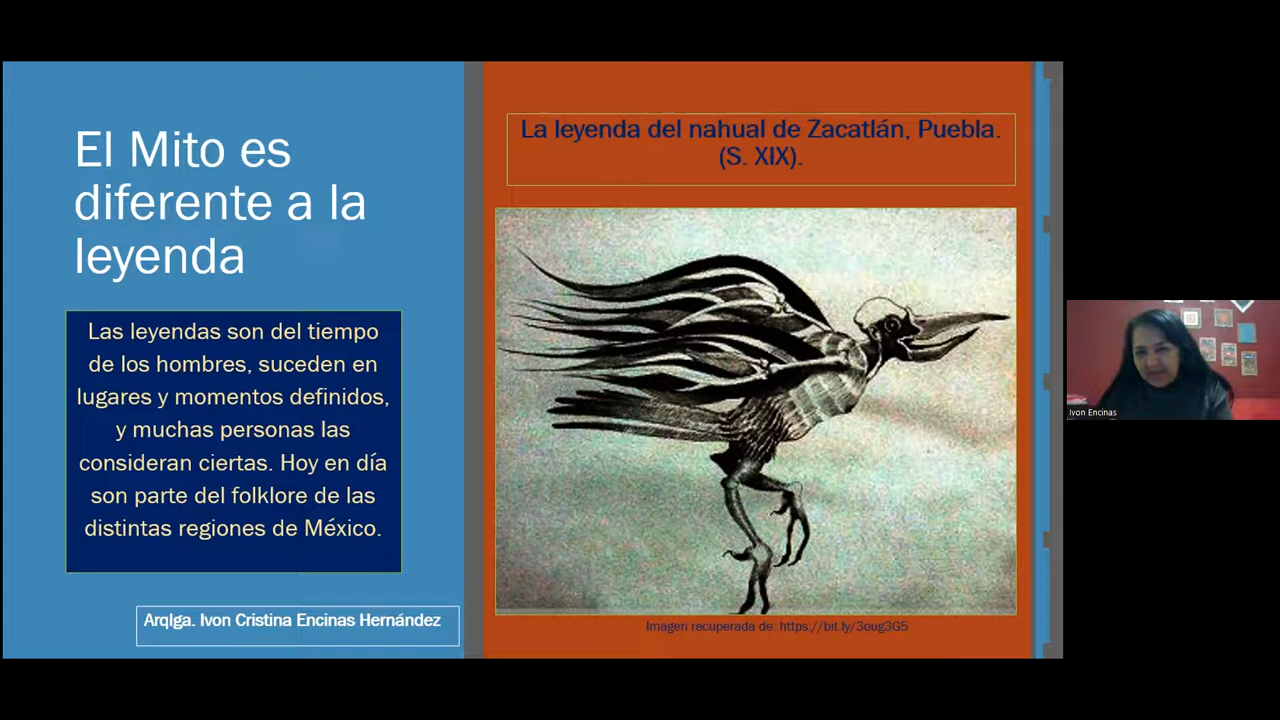 El Mito es
diferente a la
leyenda
Las leyendas son del tiempo
de los hombres, suceden en
lugares y momentos definidos,
y muchas personas las
consideran ciertas. Hoy en día
son parte del folklore de las
distintas regiones de México.
Arqlga. Ivon Cristina Encinas Hernández
La leyenda del nahual de Zacatlán, Puebla.
(S. XIX).
Imagen recuperada de: https://bit.ly/3oug3G5
Ivon Encinas